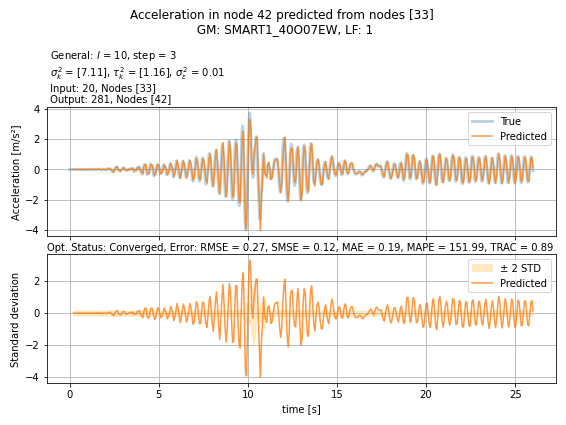 Acceleration in node 42 predicted from nodes [33]
GM: SMART1_40O07EW, LF: 1
General: l = 10, step = 3
σ²ₖ = [7.11], τ²ₖ = [1.16], σ²ε = 0.01
Input: 20, Nodes [33]
Output: 281, Nodes [42]
4
2
0
−2
−4
Acceleration [m/s²]
True
Predicted
Opt. Status: Converged, Error: RMSE = 0.27, SMSE = 0.12, MAE = 0.19, MAPE = 151.99, TRAC = 0.89
2
0
−2
−4
Standard deviation
± 2 STD
Predicted
0 5 10 15 20 25
time [s]